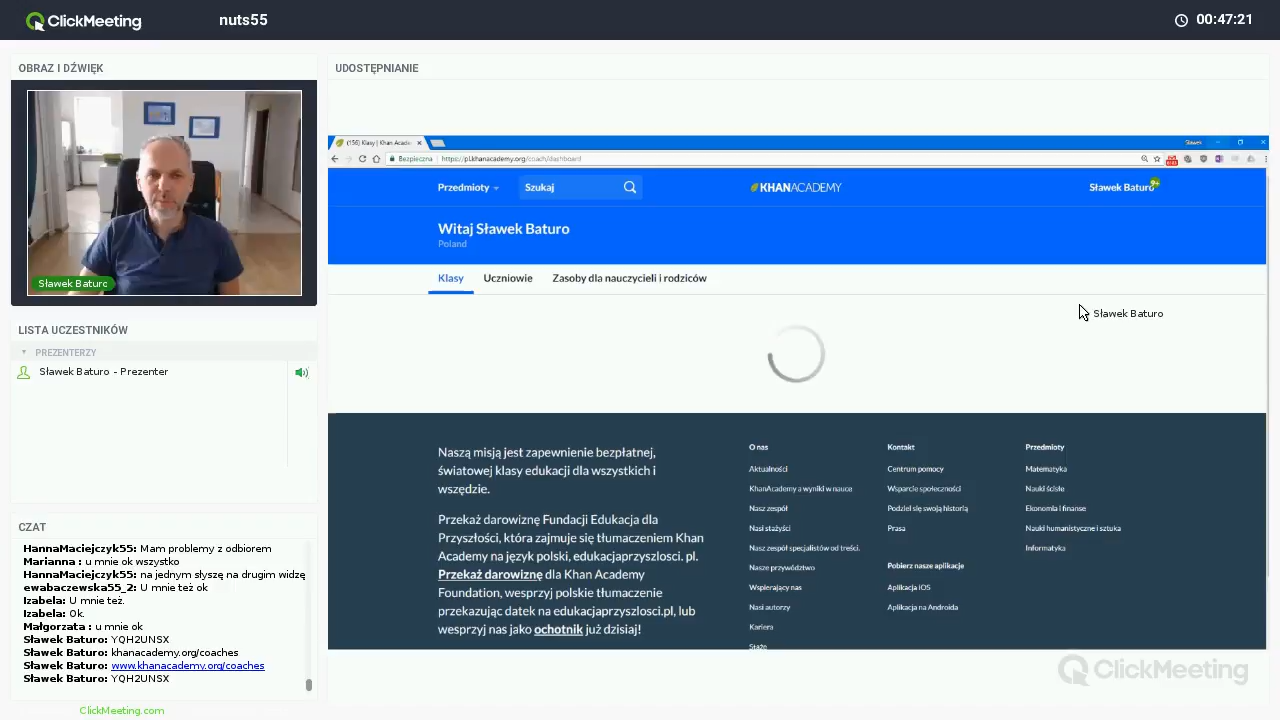 ClickMeeting
nuts55
00:47:21
OBRAZ I DŹWIĘK
Sławek Baturo
LISTA UCZESTNIKÓW
PREZENTERZY
Sławek Baturo - Prezenter
CZAT
HannaMaciejczyk55: Mam problemy z odbiorem
Marianna : u mnie ok wszystko
HannaMaciejczyk55: na jednym słyszę na drugim widzę
ewabaczewska55_2: U mnie też ok
Izabela: U mnie też.
Izabela: Ok.
Małgorzata : u mnie ok
Sławek Baturo: YQH2UNSX
Sławek Baturo: khanacademy.org/coaches
Sławek Baturo: www.khanacademy.org/coaches
Sławek Baturo: YQH2UNSX
ClickMeeting.com
UDOSTĘPNIANIE
(156) Klasy | Khan Acade
Sławek
Bezpieczna
https://pl.khanacademy.org/coach/dashboard
Przedmioty
Szukaj
KHANACADEMY
Sławek Baturo
9+
Witaj Sławek Baturo
Poland
Klasy
Uczniowie
Zasoby dla nauczycieli i rodziców
Sławek Baturo
Naszą misją jest zapewnienie bezpłatnej,
światowej klasy edukacji dla wszystkich i
wszędzie.
Przekaż darowiznę Fundacji Edukacja dla
Przyszłości, która zajmuje się tłumaczeniem Khan
Academy na język polski, edukacjaprzyszlosci. pl.
Przekaż darowiznę dla Khan Academy
Foundation, wesprzyj polskie tłumaczenie
przekazując datek na edukacjaprzyszlosci.pl, lub
wesprzyj nas jako ochotnik już dzisiaj!
O nas
Aktualności
KhanAcademy a wyniki w nauce
Nasz zespół
Nasi stażyści
Nasz zespół specjalistów od treści.
Nasze przywództwo
Wspierający nas
Nasi autorzy
Kariera
Staże
Kontakt
Centrum pomocy
Wsparcie społeczności
Podziel się swoją historią
Prasa
Pobierz nasze aplikacje
Aplikacja iOS
Aplikacja na Androida
Przedmioty
Matematyka
Nauki ścisłe
Ekonomia i finanse
Nauki humanistyczne i sztuka
Informatyka
ClickMeeting